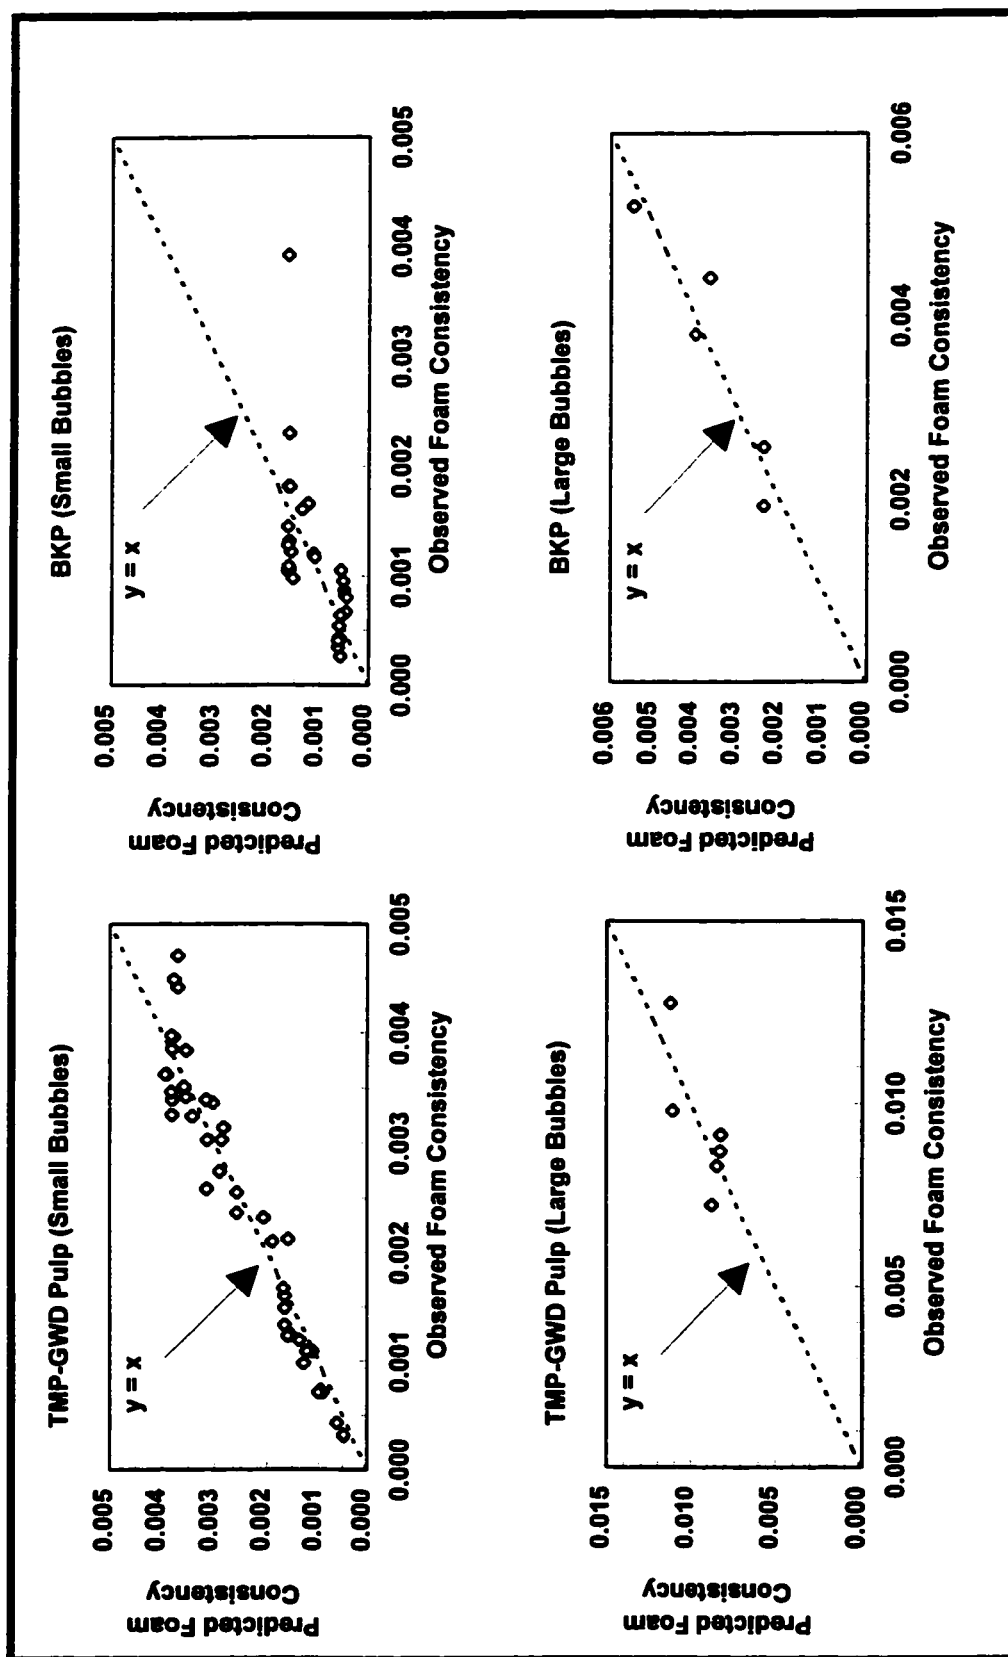 TMP-GWD Pulp (Small Bubbles)
Predicted Foam
Consistency
0.005
0.004
0.003
0.002
0.001
0.000
y = x
0.000
0.001
0.002
0.003
0.004
0.005
Observed Foam Consistency
BKP (Small Bubbles)
Predicted Foam
Consistency
0.005
0.004
0.003
0.002
0.001
0.000
y = x
0.000
0.001
0.002
0.003
0.004
0.005
Observed Foam Consistency
TMP-GWD Pulp (Large Bubbles)
Predicted Foam
Consistency
0.015
0.010
0.005
0.000
y = x
0.000
0.005
0.010
0.015
Observed Foam Consistency
BKP (Large Bubbles)
Predicted Foam
Consistency
0.006
0.005
0.004
0.003
0.002
0.001
0.000
y = x
0.000
0.002
0.004
0.006
Observed Foam Consistency